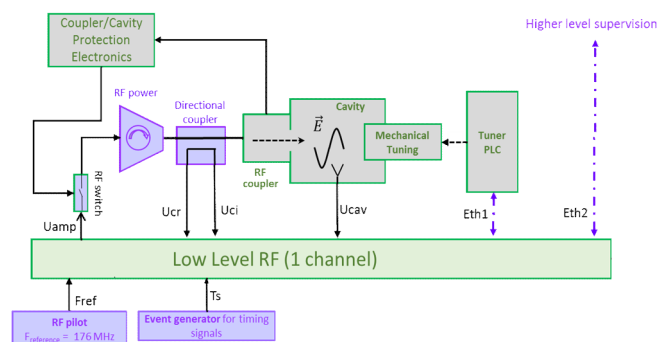 Coupler/Cavity
Protection
Electronics
Higher level supervision
RF power
Directional
coupler
Cavity
E
Mechanical
Tuning
Tuner
PLC
RF
coupler
RF switch
Uamp
Ucr
Uci
Ucav
Eth1
Eth2
Low Level RF (1 channel)
Fref
Ts
RF pilot
Freference = 176 MHz
Event generator for timing
signals